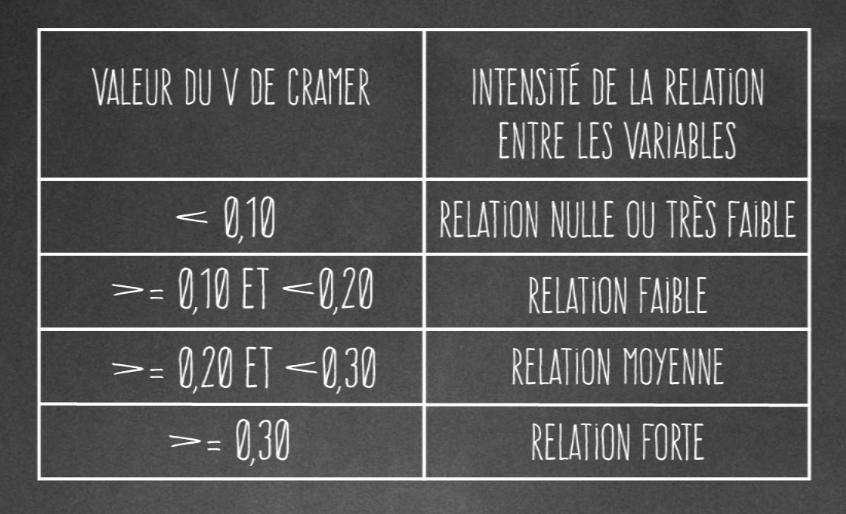 VALEUR DU V DE CRAMER
INTENSITÉ DE LA RELATION
ENTRE LES VARIABLES
< 0,10
RELATION NULLE OU TRÈS FAIBLE
>= 0,10 ET <0,20
RELATION FAIBLE
>= 0,20 ET <0,30
RELATION MOYENNE
>= 0,30
RELATION FORTE